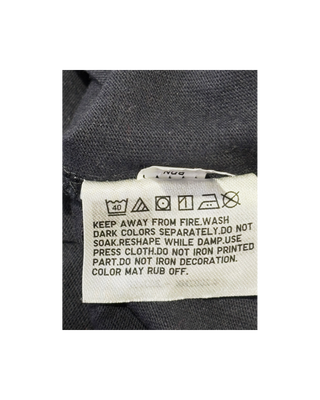 40
KEEP AWAY FROM FIRE.WASH
DARK COLORS SEPARATELY.DO NOT
SOAK.RESHAPE WHILE DAMP.USE
PRESS CLOTH.DO NOT IRON PRINTED
PART.DO NOT IRON DECORATION.
COLOR MAY RUB OFF.